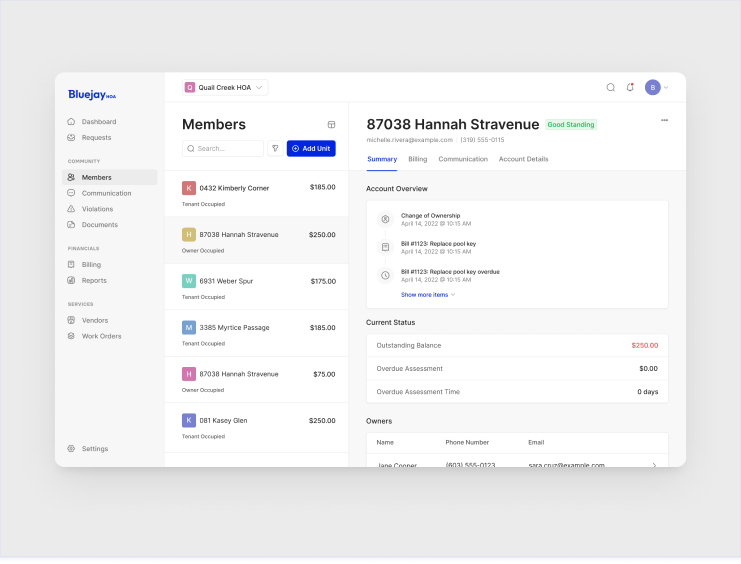 Bluejay HOA
Dashboard
Requests
COMMUNITY
Members
Communication
Violations
Documents
FINANCIALS
Billing
Reports
SERVICES
Vendors
Work Orders
Settings
Q Quail Creek HOA
B
Members
Search...
Add Unit
K 0432 Kimberly Corner $185.00
Tenant Occupied
H 87038 Hannah Stravenue $250.00
Owner Occupied
W 6931 Weber Spur $175.00
Tenant Occupied
M 3385 Myrtice Passage $185.00
Tenant Occupied
H 87038 Hannah Stravenue $75.00
Owner Occupied
K 081 Kasey Glen $250.00
Tenant Occupied
87038 Hannah Stravenue Good Standing
michelle.rivera@example.com (319) 555-0115
Summary Billing Communication Account Details
Account Overview
Change of Ownership
April 14, 2022 @ 10:15 AM
Bill #1123: Replace pool key
April 14, 2022 @ 10:15 AM
Bill #1123: Replace pool key overdue
April 14, 2022 @ 10:15 AM
Show more items
Current Status
Outstanding Balance $250.00
Overdue Assessment $0.00
Overdue Assessment Time 0 days
Owners
Name Phone Number Email
Jane Cooper (603) 555-0123 sara.cruz@example.com